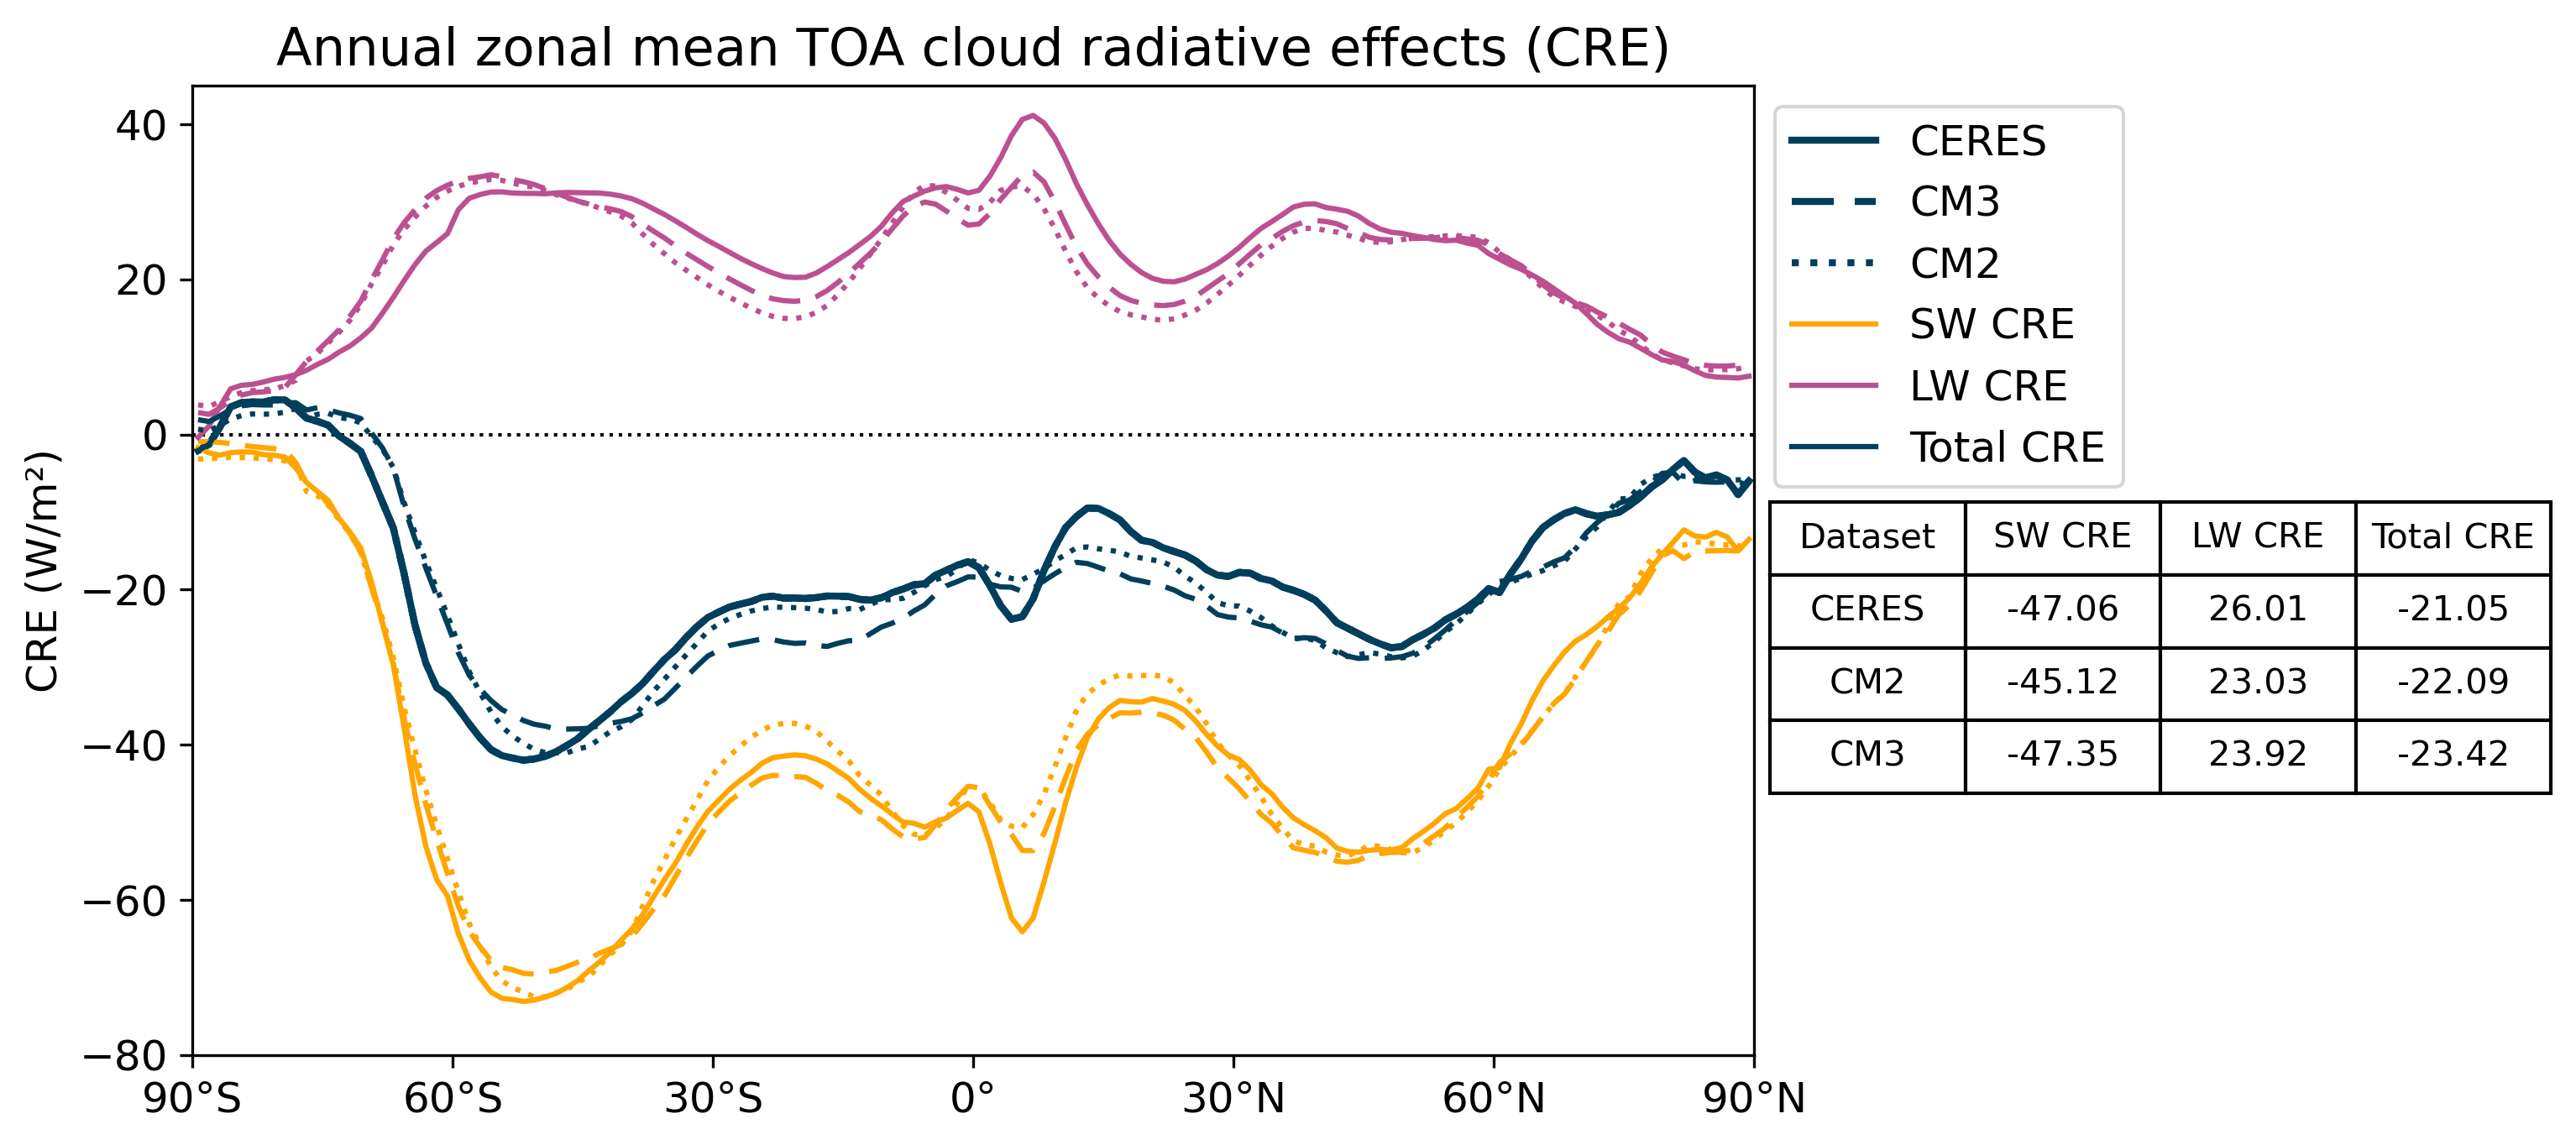 Annual zonal mean TOA cloud radiative effects (CRE)
CRE (W/m²)
40
20
0
−20
−40
−60
−80
90°S 60°S 30°S 0° 30°N 60°N 90°N
CERES
CM3
CM2
SW CRE
LW CRE
Total CRE
Dataset SW CRE LW CRE Total CRE
CERES -47.06 26.01 -21.05
CM2 -45.12 23.03 -22.09
CM3 -47.35 23.92 -23.42